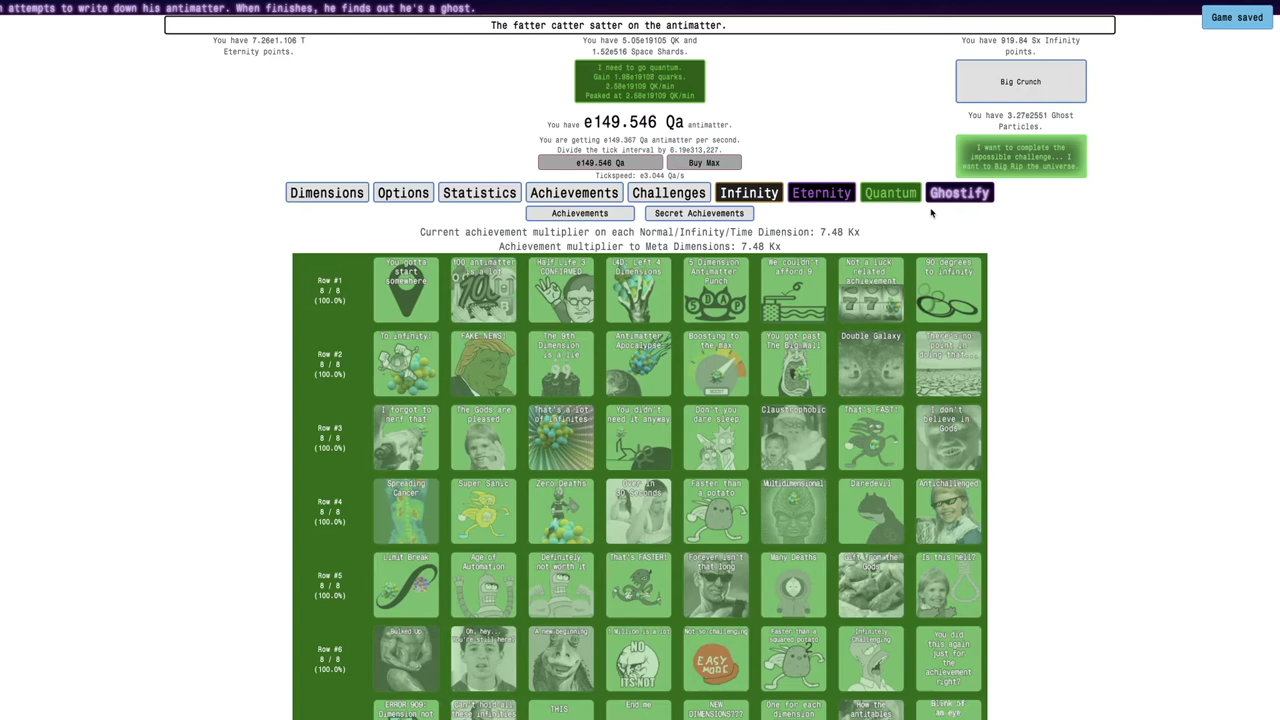 n attempts to write down his antimatter. When finishes, he finds out he's a ghost.
Game saved
The fatter catter satter on the antimatter.
You have 7.26e1.106 T
Eternity points.
You have 5.05e19105 QK and
1.52e516 Space Shards.
You have 919.84 Sx Infinity
points.
I need to go quantum.
Gain 1.98e19108 quarks.
2.58e19109 QK/min
Peaked at 2.58e19109 QK/min
Big Crunch
You have e149.546 Qa antimatter.
You have 3.27e2551 Ghost
Particles.
You are getting e149.367 Qa antimatter per second.
Divide the tick interval by 6.19e313,227.
e149.546 Qa
Buy Max
Tickspeed: e3.044 Qa/s
I want to complete the
impossible challenge... I
want to Big Rip the universe.
Dimensions
Options
Statistics
Achievements
Challenges
Infinity
Eternity
Quantum
Ghostify
Achievements
Secret Achievements
Current achievement multiplier on each Normal/Infinity/Time Dimension: 7.48 Kx
Achievement multiplier to Meta Dimensions: 7.48 Kx
Row #1
8 / 8
(100.0%)
You gotta
start
somewhere
100 antimatter
is a lot
Half Life 3
CONFIRMED
L4D: Left 4
Dimensions
5 Dimension
Antimatter
Punch
We couldn't
afford 9
Not a luck
related
achievement
90 degrees
to infinity
Row #2
8 / 8
(100.0%)
To infinity!
FAKE NEWS!
The 9th
Dimension
is a lie
Antimatter
Apocalypse
Boosting to
the max
You got past
The Big Wall
Double Galaxy
There's no
point in
doing that...
Row #3
8 / 8
(100.0%)
I forgot to
nerf that
The Gods are
pleased
That's a lot
of infinites
You didn't
need it anyway
Don't you
dare sleep
Claustrophobic
That's FAST!
I don't
believe in
Gods
Row #4
8 / 8
(100.0%)
Spreading
Cancer
Super Sanic
Zero Deaths
Over in
30 Seconds
Faster than
a potato
Multidimensional
Daredevil
Antichallenged
Row #5
8 / 8
(100.0%)
Limit Break
Age of
Automation
Definitely
not worth it
That's FASTER!
Forever isn't
that long
Many Deaths
Gift from the
Gods
Is this hell?
Row #6
8 / 8
(100.0%)
Bulked Up
Oh, hey...
you're still here?
A new beginning
1 Million is a lot
NO
ITS NOT
Not so challenging
EASY
MODE
Faster than a
squared potato
2
Infinitely
Challenging
You did
this again
just for
the
achievement
right?
ERROR 909:
Dimension not
Can't hold all
these infinities
THIS
End me
NEW
DIMENSIONS???
One for each
dimension
How the
antitables
Blink of
an eye